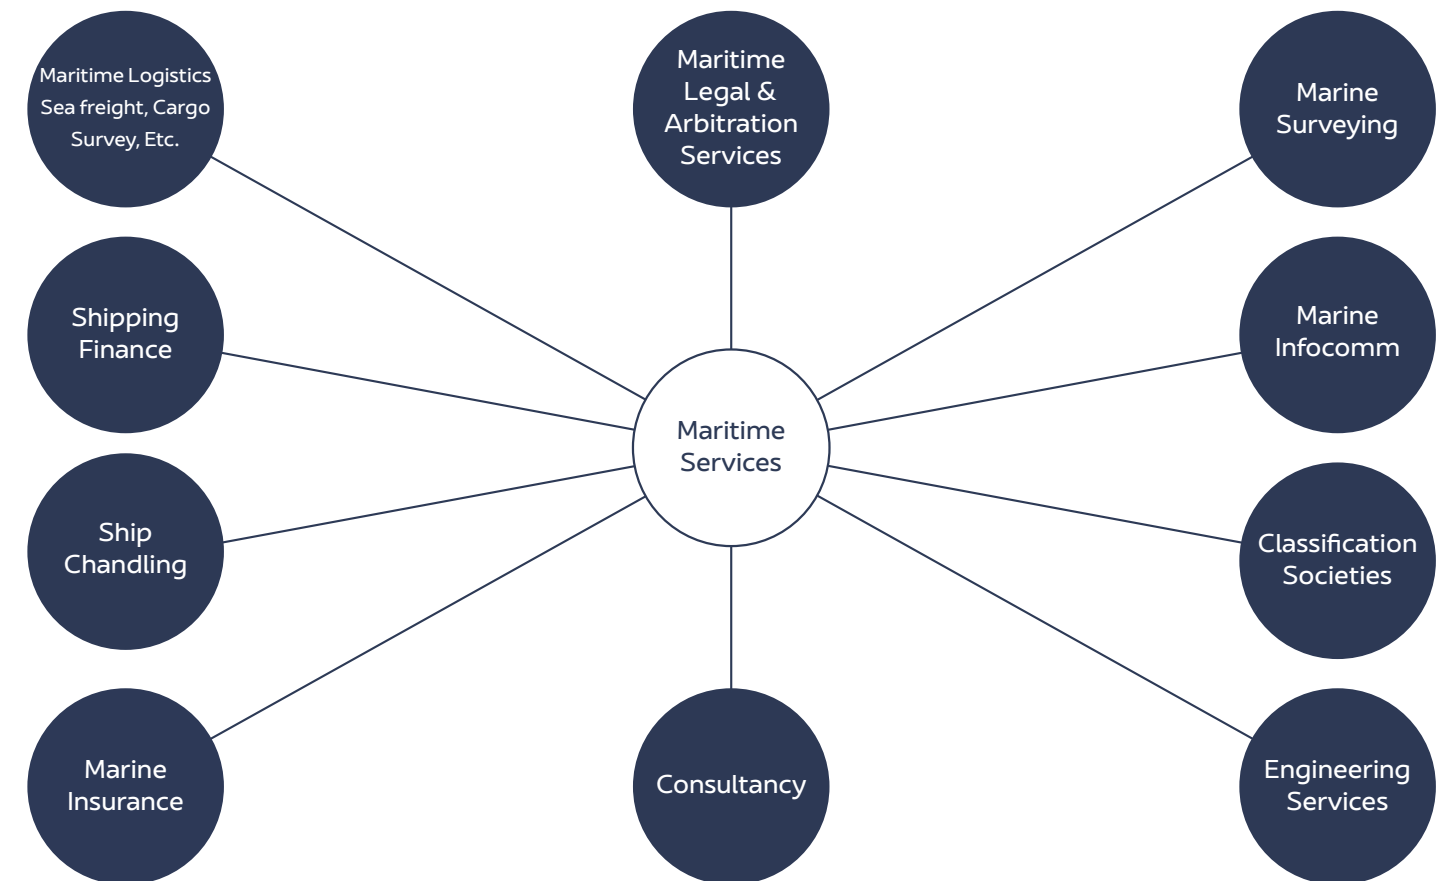 Maritime Logistics
Sea freight, Cargo
Survey, Etc.
Maritime
Legal &
Arbitration
Services
Marine
Surveying
Shipping
Finance
Marine
Infocomm
Maritime
Services
Ship
Chandling
Classification
Societies
Marine
Insurance
Consultancy
Engineering
Services